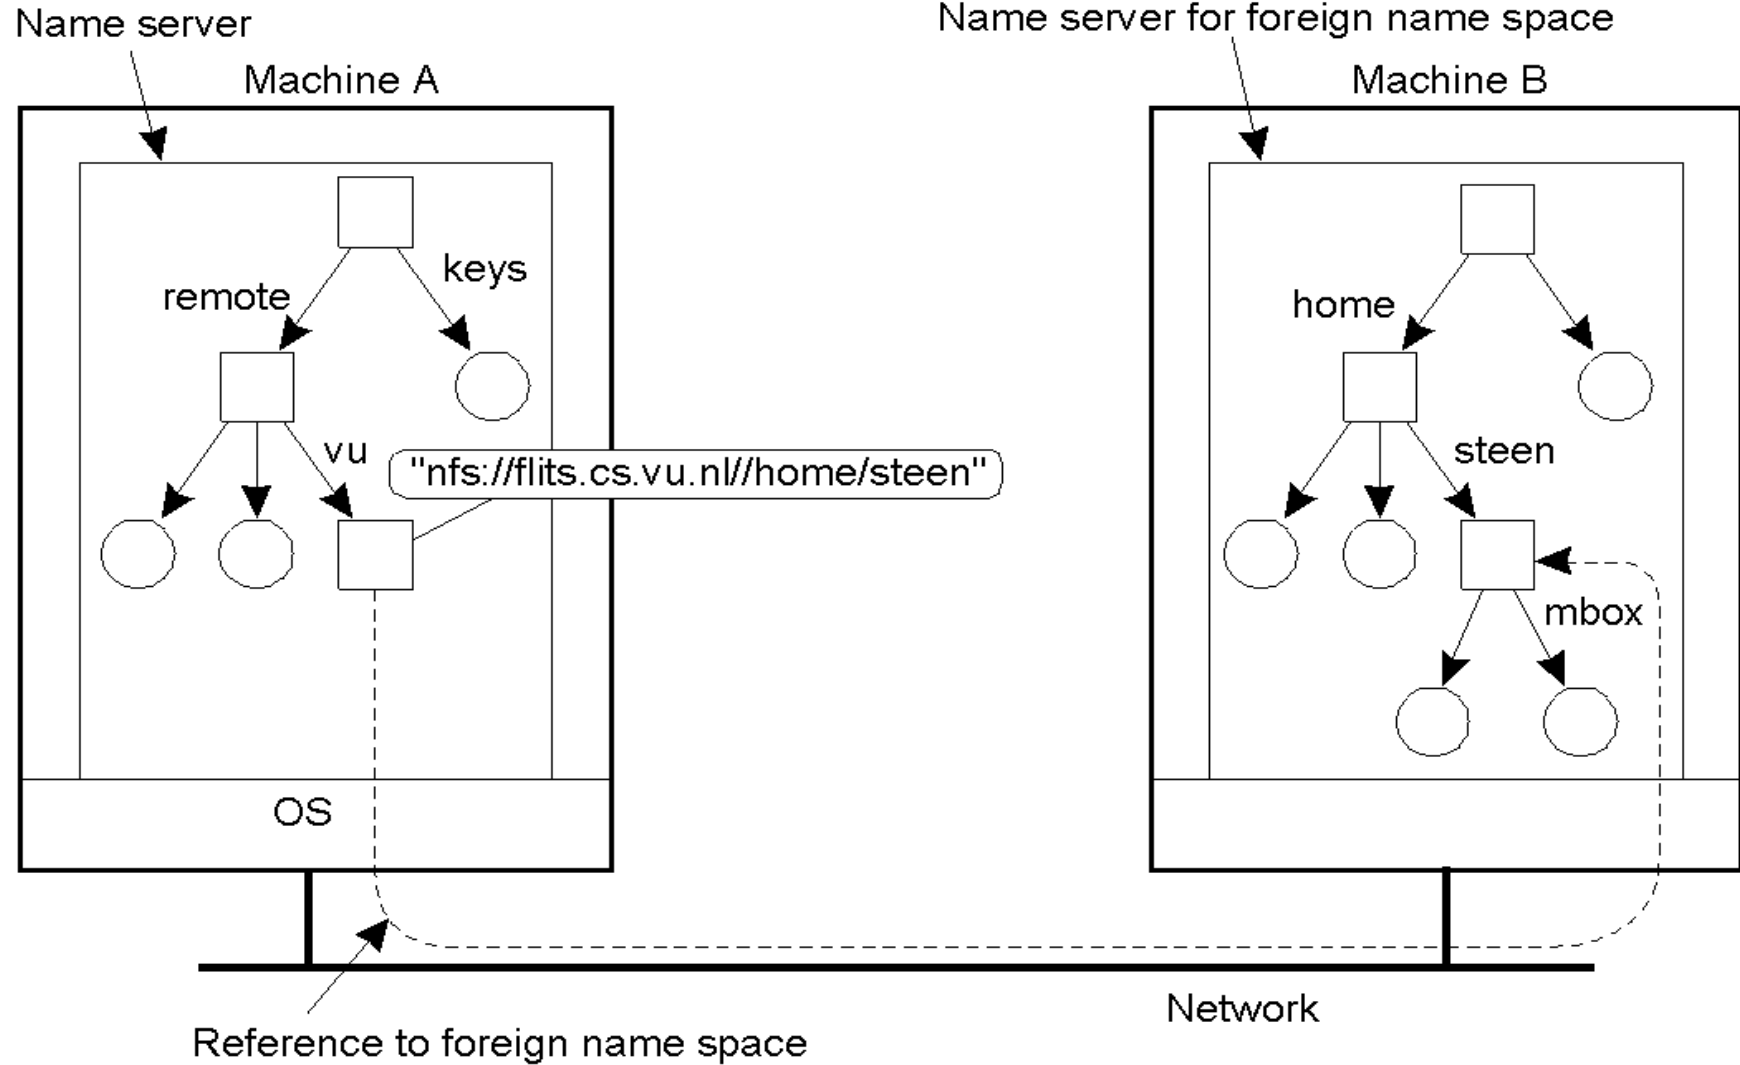 Name server
Name server for foreign name space
Machine A
Machine B
keys
remote
home
vu
steen
"nfs://flits.cs.vu.nl//home/steen"
mbox
OS
Network
Reference to foreign name space